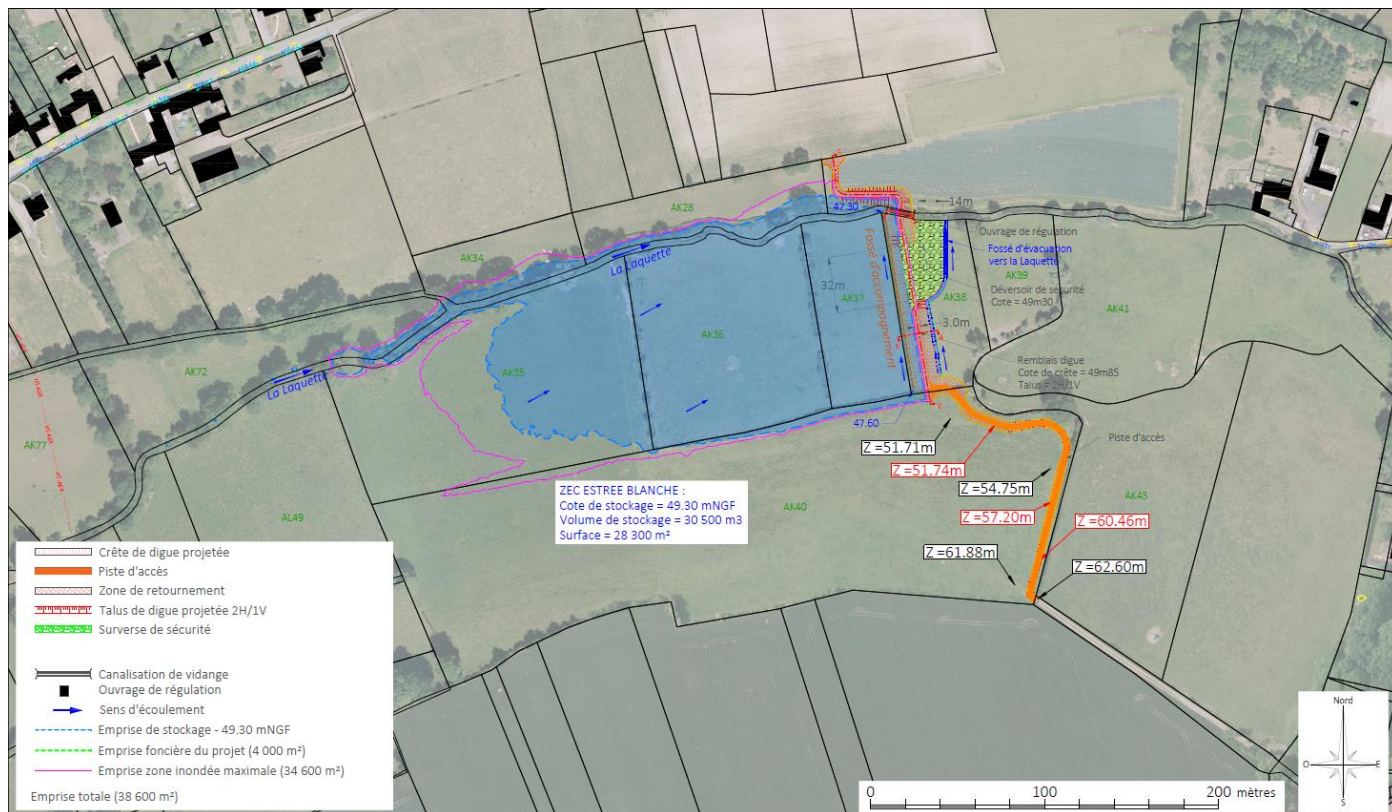 AK28
AK34
La Laquette
47.30
14m
Ouvrage de régulation
Fossé d'évacuation
vers la Laquette
AK39
Déversoir de sécurité
Cote = 49m30
AK38
AK37
32m
Fossé d'accompagnement
3.0m
AK41
AK36
AK35
AK72
La Laquette
Remblais digue
Cote de crête = 49m85
Talus = 2H/1V
AK77
47.60
Z =51.71m
Z =51.74m
Piste d'accès
Z =54.75m
AK43
Z =57.20m
Z =60.46m
Z =61.88m
Z =62.60m
AK40
AL49
ZEC ESTREE BLANCHE :
Cote de stockage = 49.30 mNGF
Volume de stockage = 30 500 m3
Surface = 28 300 m²
Crête de digue projetée
Piste d'accès
Zone de retournement
Talus de digue projetée 2H/1V
Surverse de sécurité
Canalisation de vidange
Ouvrage de régulation
Sens d'écoulement
Emprise de stockage - 49.30 mNGF
Emprise foncière du projet (4 000 m²)
Emprise zone inondée maximale (34 600 m²)
Emprise totale (38 600 m²)
0 100 200 mètres
Nord
O E
S